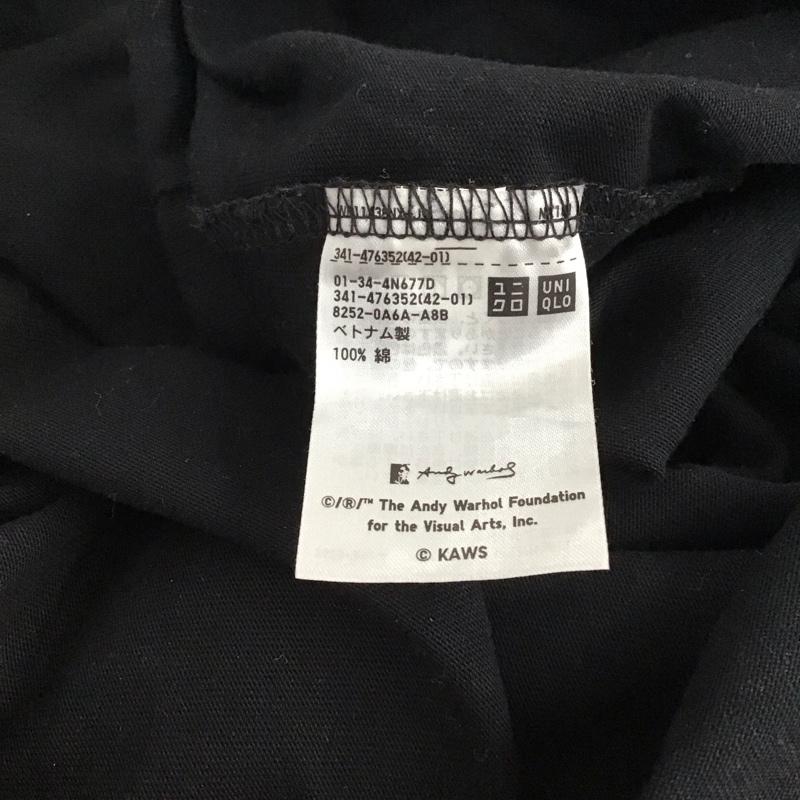 341-476352(42-01)
01-34-4N677D
341-476352(42-01)
8252-0A6A-A8B
ベトナム製
100% 綿
ユニ
クロ
UNI
QLO
Andy Warhol
©/®/™ The Andy Warhol Foundation
for the Visual Arts, Inc.
© KAWS